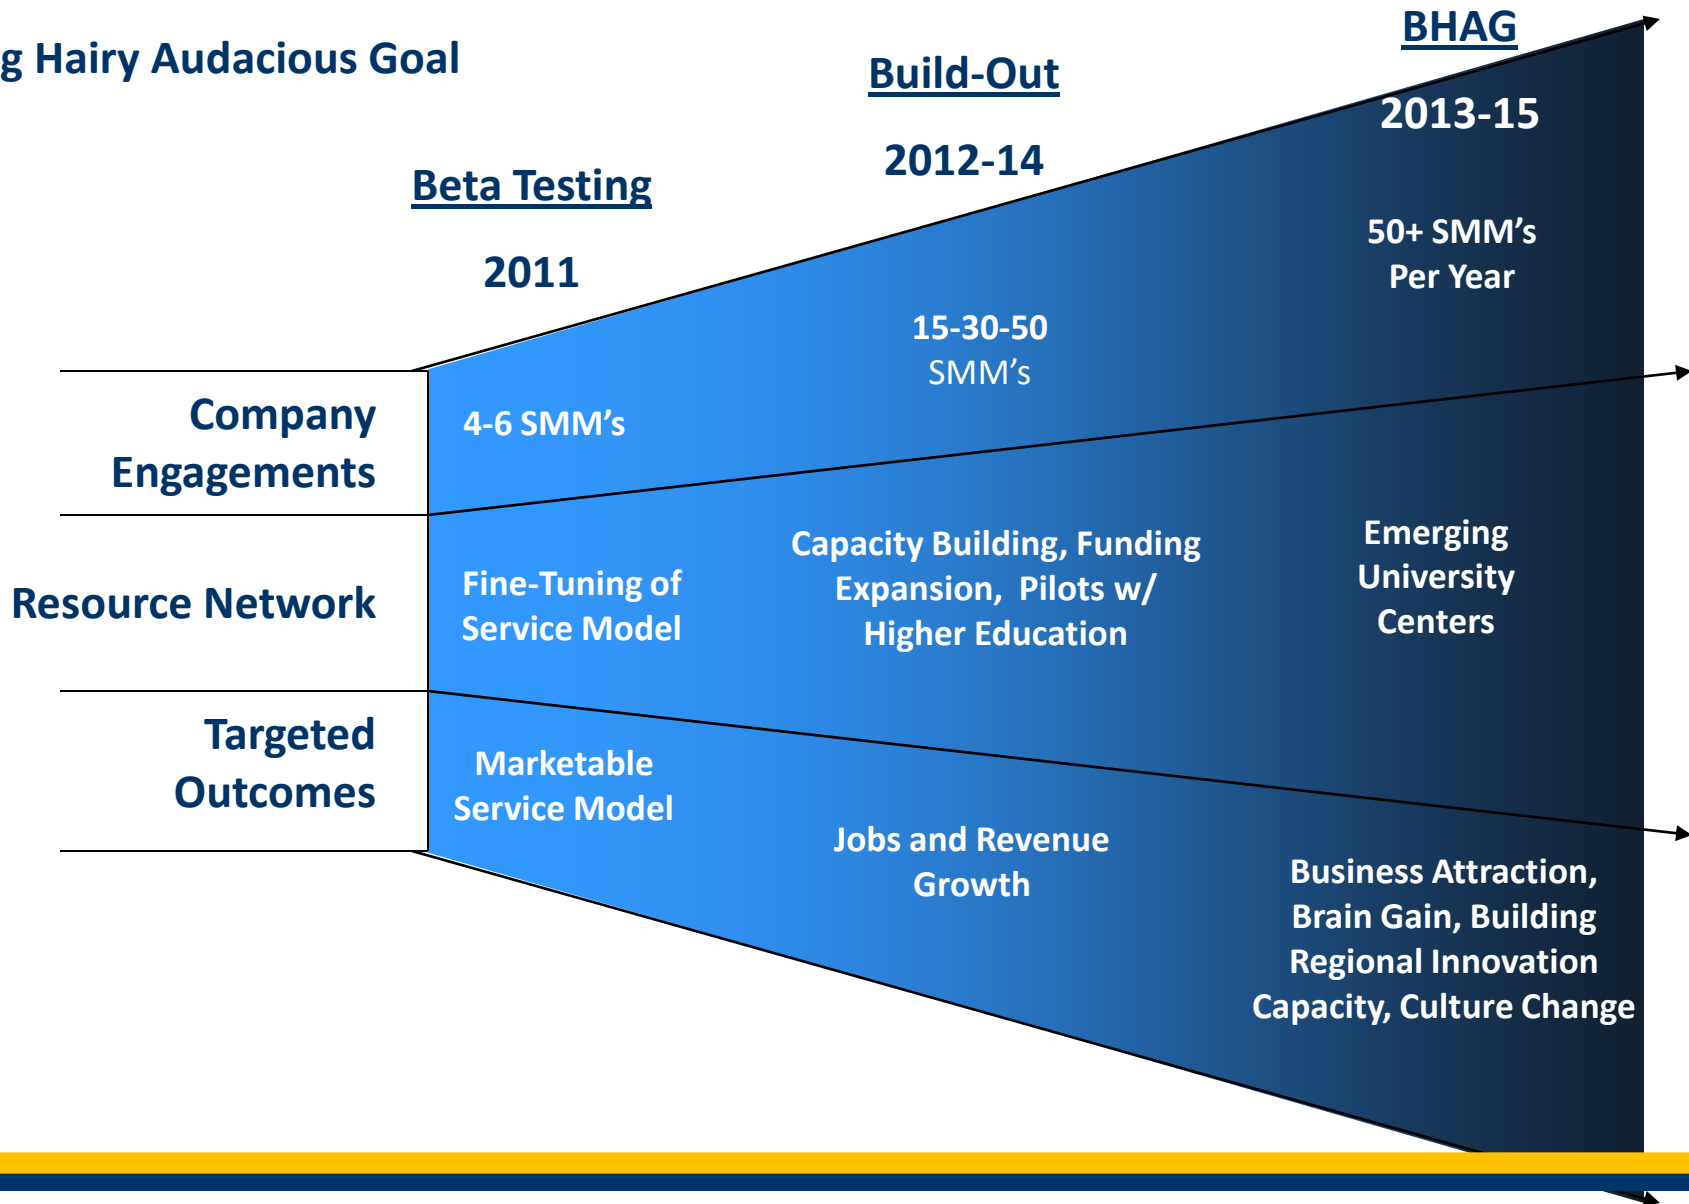 g Hairy Audacious Goal
BHAG
2013-15
Build-Out
2012-14
Beta Testing
2011
Company
Engagements
4-6 SMM’s
15-30-50
SMM’s
50+ SMM’s
Per Year
Resource Network
Fine-Tuning of
Service Model
Capacity Building, Funding
Expansion, Pilots w/
Higher Education
Emerging
University
Centers
Targeted
Outcomes
Marketable
Service Model
Jobs and Revenue
Growth
Business Attraction,
Brain Gain, Building
Regional Innovation
Capacity, Culture Change